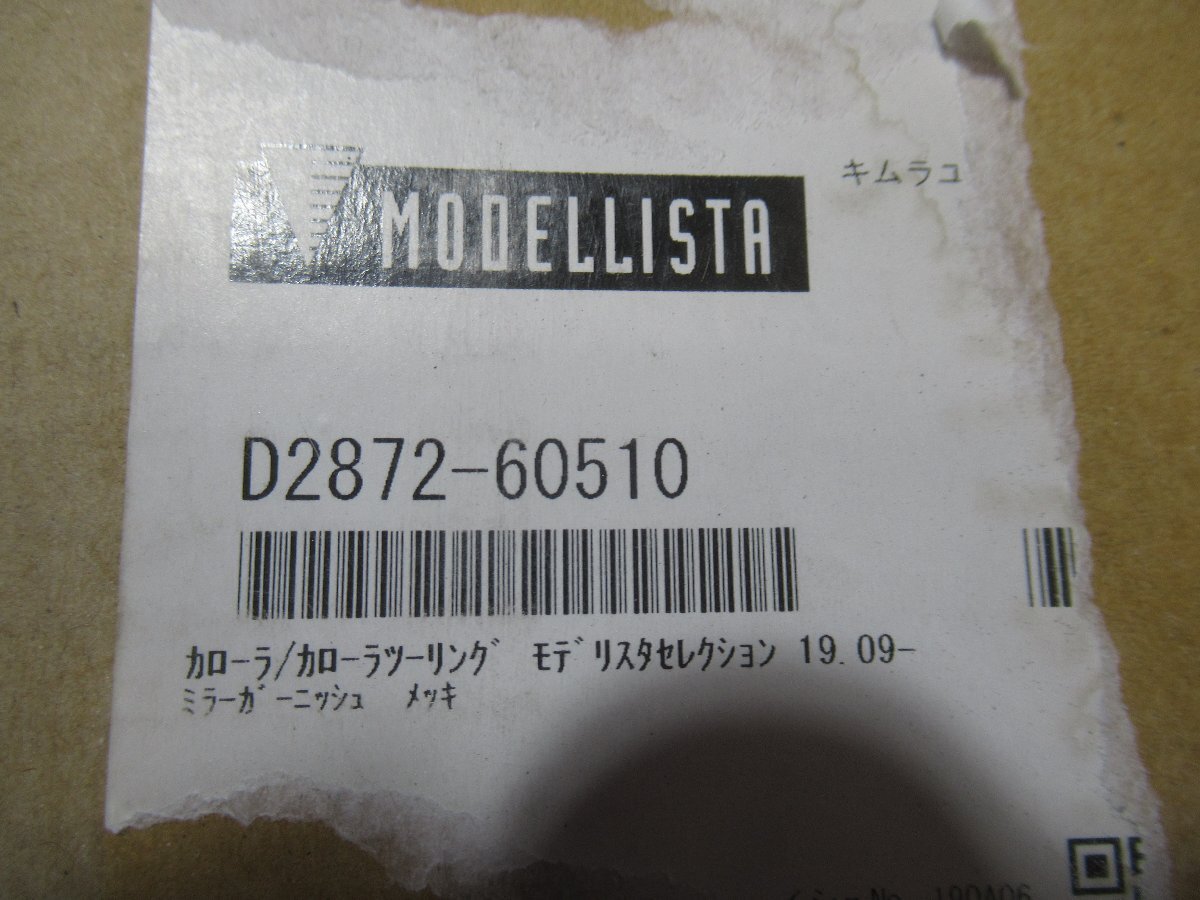 キムラコ
MODELLISTA
D2872-60510
ｶﾛｰﾗ/ｶﾛｰﾗﾂｰﾘﾝｸﾞ ﾓﾃﾞﾘｽﾀｾﾚｸｼｮﾝ 19.09-
ﾐﾗｰｶﾞｰﾆｯｼｭ ﾒｯｷ